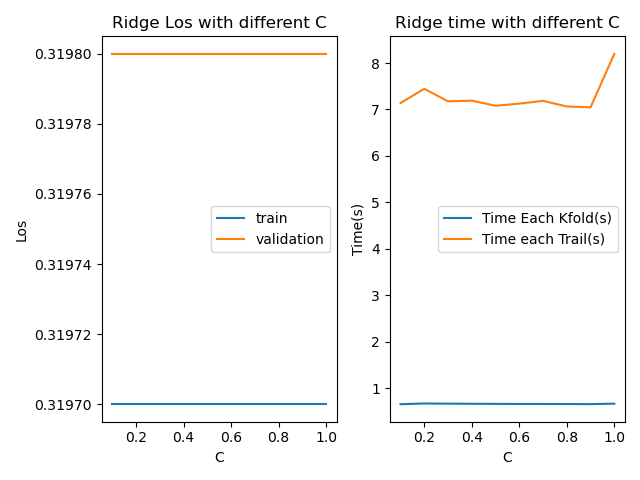 Ridge Los with different C
0.31980
0.31978
0.31976
0.31974
0.31972
0.31970
Los
train
validation
0.2 0.4 0.6 0.8 1.0
C
Ridge time with different C
8
7
6
5
4
3
2
1
Time(s)
Time Each Kfold(s)
Time each Trail(s)
0.2 0.4 0.6 0.8 1.0
C